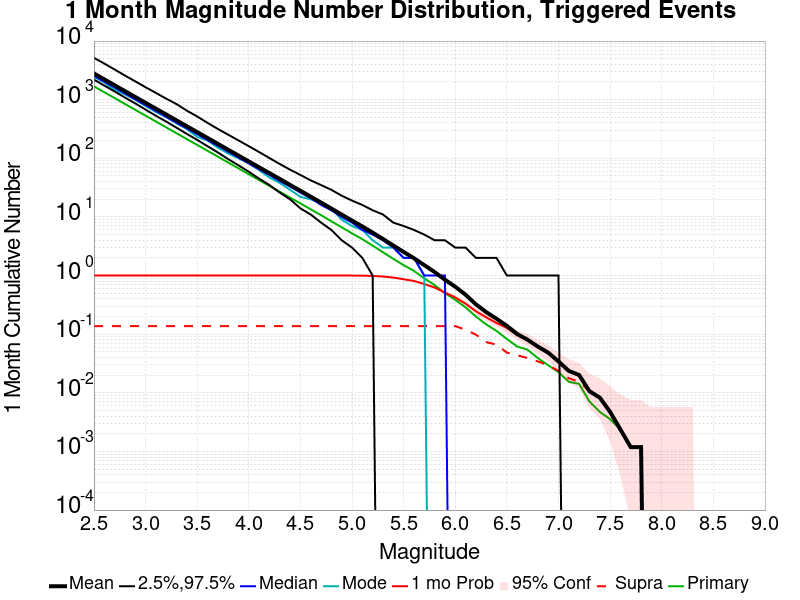 1 Month Magnitude Number Distribution, Triggered Events
1 Month Cumulative Number
10^4
10^3
10^2
10^1
10^0
10^-1
10^-2
10^-3
10^-4
2.5 3.0 3.5 4.0 4.5 5.0 5.5 6.0 6.5 7.0 7.5 8.0 8.5 9.0
Magnitude
Mean 2.5%,97.5% Median Mode 1 mo Prob 95% Conf Supra Primary